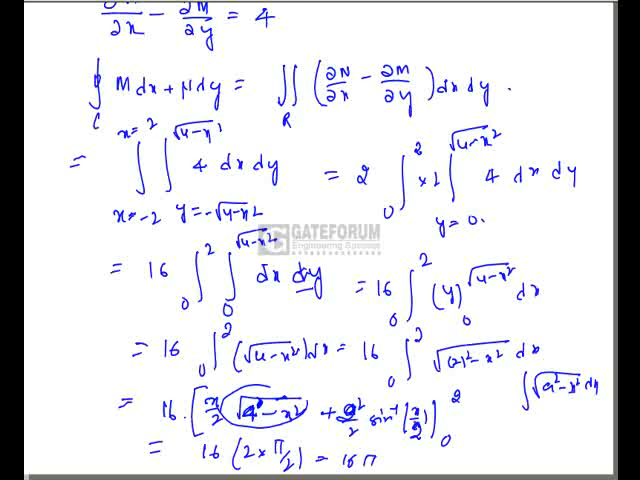 ∂N/∂x − ∂M/∂y = 4
∮_C M dx + N dy = ∬_R (∂N/∂x − ∂M/∂y) dx dy .
= ∫_{x=-2}^{x=2} ∫_{y=-√4-x²}^{√4-x²} 4 dx dy = 2 ∫_0^2 ×2 ∫_{y=0.}^{√4-x²} 4 dx dy
GATEFORUM
Engineering Success
= 16 ∫_0^2 ∫_0^{√4-x²} dx dy = 16 ∫_0^2 (y)_0^{√4-x²} dx
= 16 ∫_0^2 (√4-x²) dx = 16 ∫_0^2 √(2)²-x² dx
∫√a²-x² dx
= 16 . [x/2 √4-x² + 2²/2 sin⁻¹(x/2)]_0^2
= 16 (2 × π/2) = 16π